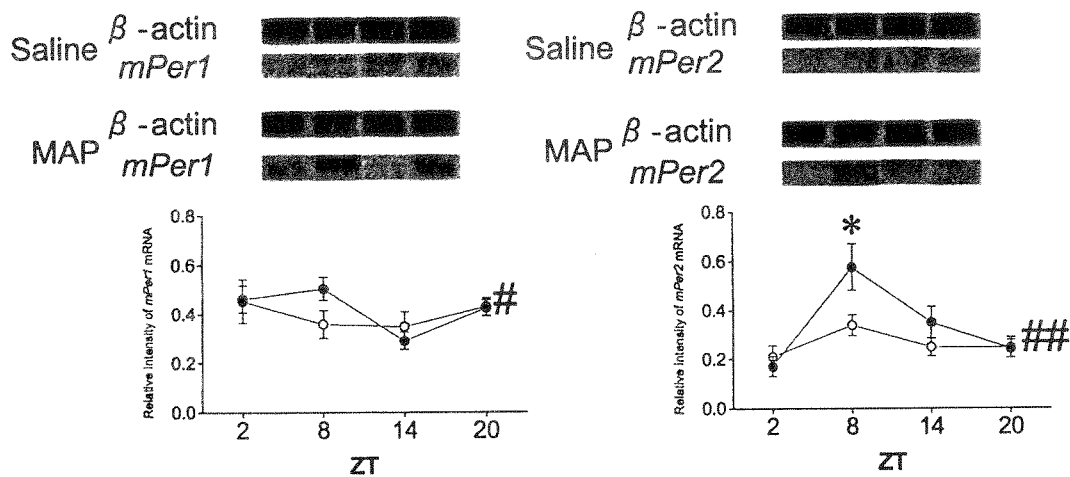 Saline β-actin
mPer1
MAP β-actin
mPer1
Relative Intensity of mPer1 mRNA
0.8
0.6
0.4
0.2
0.0
#
2 8 14 20
ZT
Saline β-actin
mPer2
MAP β-actin
mPer2
Relative Intensity of mPer2 mRNA
0.8
0.6
0.4
0.2
0.0
*
##
2 8 14 20
ZT